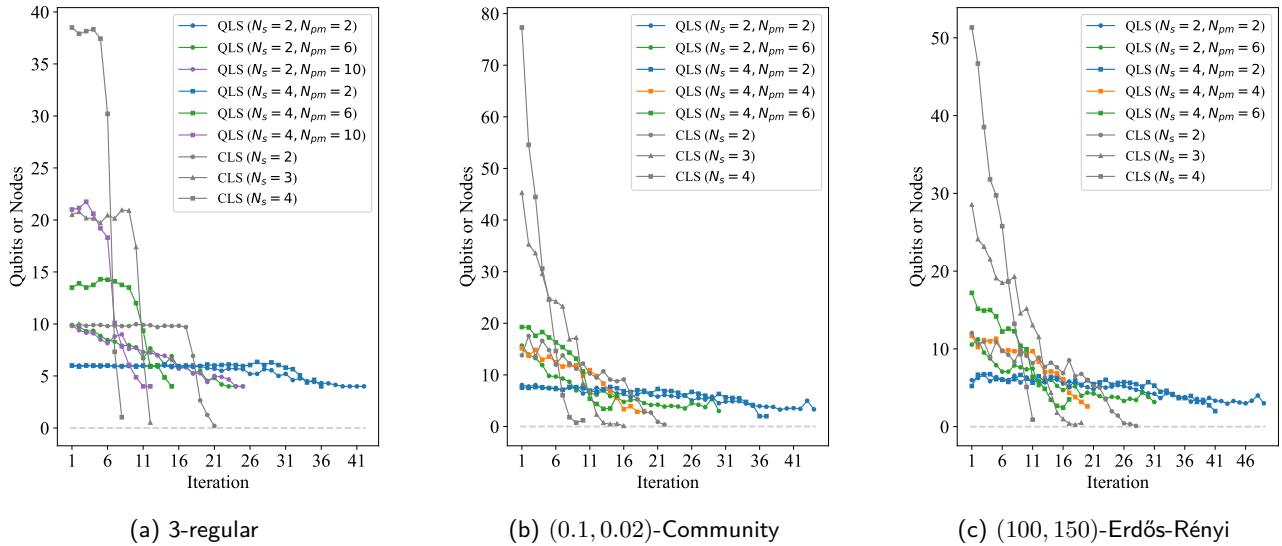 40
35
30
25
20
15
10
5
0
Qubits or Nodes
QLS (N_s = 2, N_pm = 2)
QLS (N_s = 2, N_pm = 6)
QLS (N_s = 2, N_pm = 10)
QLS (N_s = 4, N_pm = 2)
QLS (N_s = 4, N_pm = 6)
QLS (N_s = 4, N_pm = 10)
CLS (N_s = 2)
CLS (N_s = 3)
CLS (N_s = 4)
1 6 11 16 21 26 31 36 41
Iteration
(a) 3-regular
80
70
60
50
40
30
20
10
0
Qubits or Nodes
QLS (N_s = 2, N_pm = 2)
QLS (N_s = 2, N_pm = 6)
QLS (N_s = 4, N_pm = 2)
QLS (N_s = 4, N_pm = 4)
QLS (N_s = 4, N_pm = 6)
CLS (N_s = 2)
CLS (N_s = 3)
CLS (N_s = 4)
1 6 11 16 21 26 31 36 41
Iteration
(b) (0.1, 0.02)-Community
50
40
30
20
10
0
Qubits or Nodes
QLS (N_s = 2, N_pm = 2)
QLS (N_s = 2, N_pm = 6)
QLS (N_s = 4, N_pm = 2)
QLS (N_s = 4, N_pm = 4)
QLS (N_s = 4, N_pm = 6)
CLS (N_s = 2)
CLS (N_s = 3)
CLS (N_s = 4)
1 6 11 16 21 26 31 36 41 46
Iteration
(c) (100, 150)-Erdős-Rényi